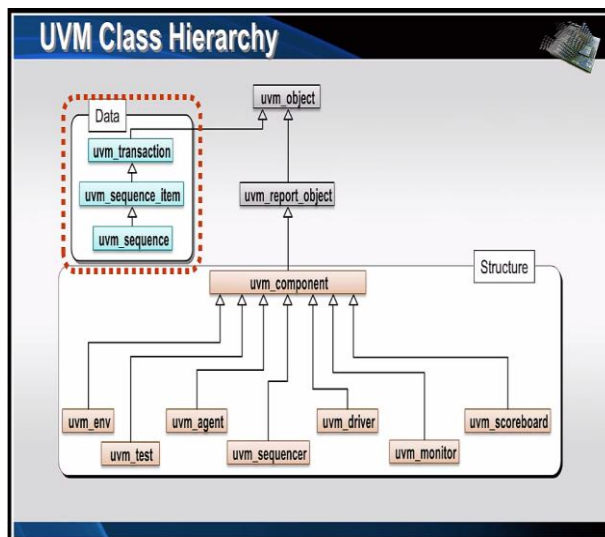 UVM Class Hierarchy
uvm_object
Data
uvm_transaction
uvm_sequence_item
uvm_report_object
uvm_sequence
Structure
uvm_component
uvm_env
uvm_agent
uvm_driver
uvm_scoreboard
uvm_test
uvm_sequencer
uvm_monitor